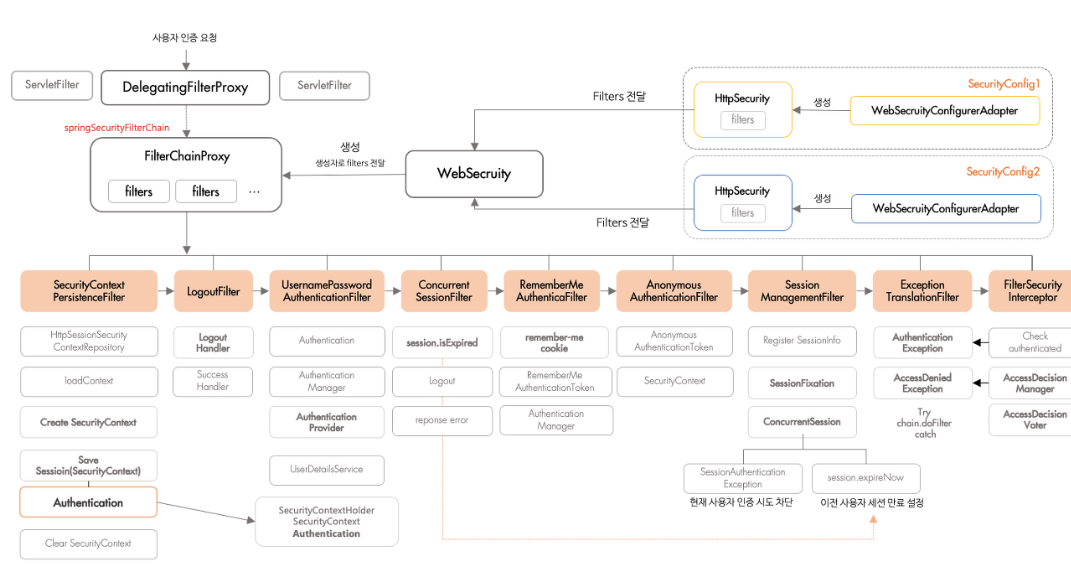 사용자 인증 요청
ServletFilter
DelegatingFilterProxy
ServletFilter
springSecurityFilterChain
FilterChainProxy
filters
filters
...
생성
생성자로 filters 전달
WebSecruity
Filters 전달
Filters 전달
SecurityConfig1
HttpSecurity
filters
생성
WebSecruityConfigurerAdapter
SecurityConfig2
HttpSecurity
filters
생성
WebSecruityConfigurerAdapter
SecurityContext
PersistenceFilter
LogoutFilter
UsernamePassword
AuthenticationFilter
Concurrent
SessionFilter
RememberMe
AuthenticaFilter
Anonymous
AuthenticationFilter
Session
ManagementFilter
Exception
TranslationFilter
FilterSecurity
Interceptor
HttpSessionSecurity
ContextRepository
loadContext
Create SecurityContext
Save
Sessioin(SecurityContext)
Authentication
Clear SecurityContext
Logout
Handler
Success
Handler
Authentication
Authentication
Manager
Authentication
Provider
UserDetailsService
SecurityContextHolder
SecurityContext
Authentication
session.isExpired
Logout
reponse error
remember-me
cookie
RememberMe
AuthenticationToken
Authentication
Manager
Anonymous
AuthenticationToken
SecurityContext
Register SessionInfo
SessionFixation
ConcurrentSession
SessionAuthentication
Exception
현재 사용자 인증 시도 차단
session.expireNow
이전 사용자 세션 만료 설정
Authentication
Exception
AccessDenied
Exception
Try
chain.doFilter
catch
Check
authenticated
AccessDecision
Manager
AccessDecision
Voter